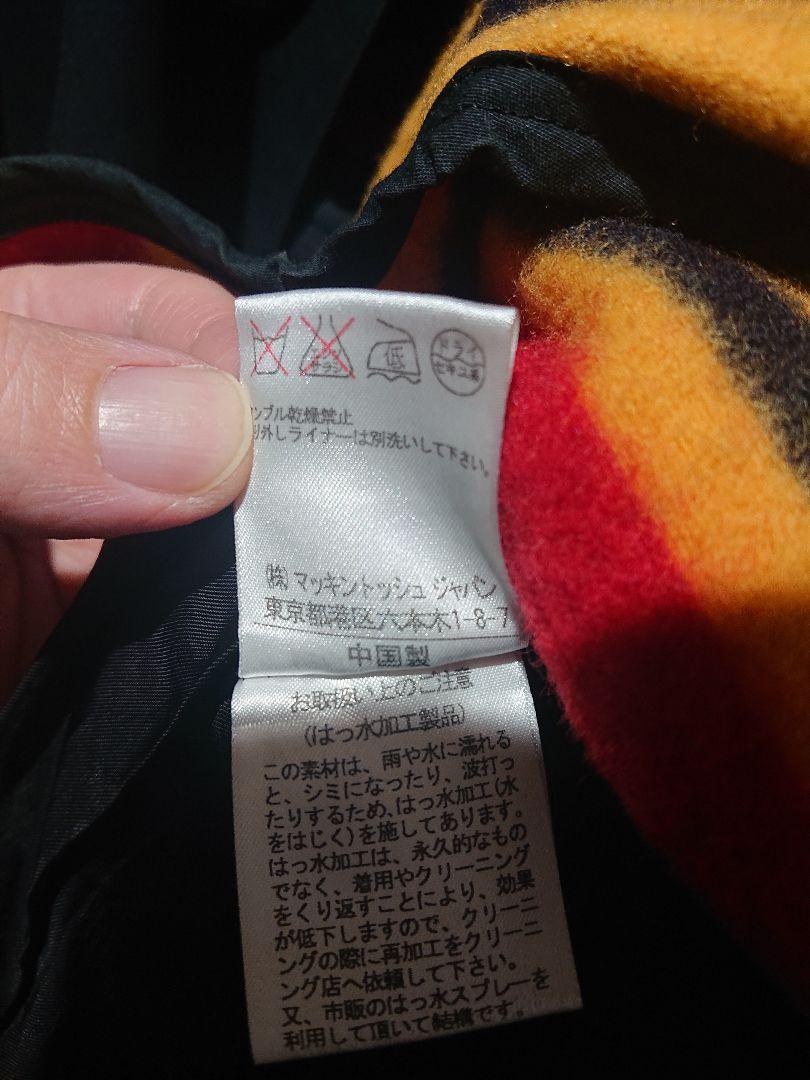 エンソ
サラシ
低
ドライ
セキユ系
ンブル乾燥禁止
り外しライナーは別洗いして下さい。
㈱マッキントッシュ ジャパン
東京都港区六本木1-8-7
中国製
お取扱い上のご注意
(はっ水加工製品)
この素材は、雨や水に濡れる
と、シミになったり、波打っ
たりするため、はっ水加工(水
をはじく)を施してあります。
はっ水加工は、永久的なもの
でなく、着用やクリーニング
をくり返すことにより、効果
が低下しますので、クリーニ
ングの際に再加工をクリーニ
ング店へ依頼して下さい。
又、市販のはっ水スプレーを
利用して頂いて結構です。